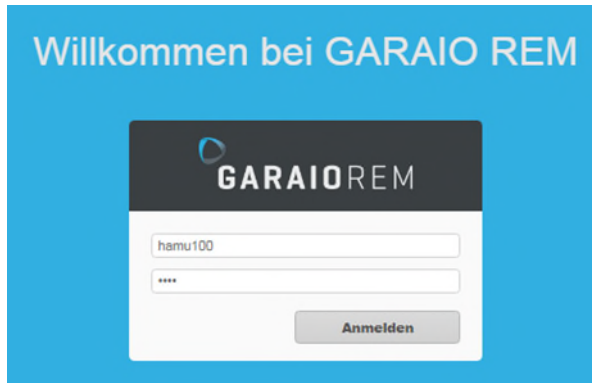 Willkommen bei GARAIO REM
GARAIOREM
hamu100
••••
Anmelden